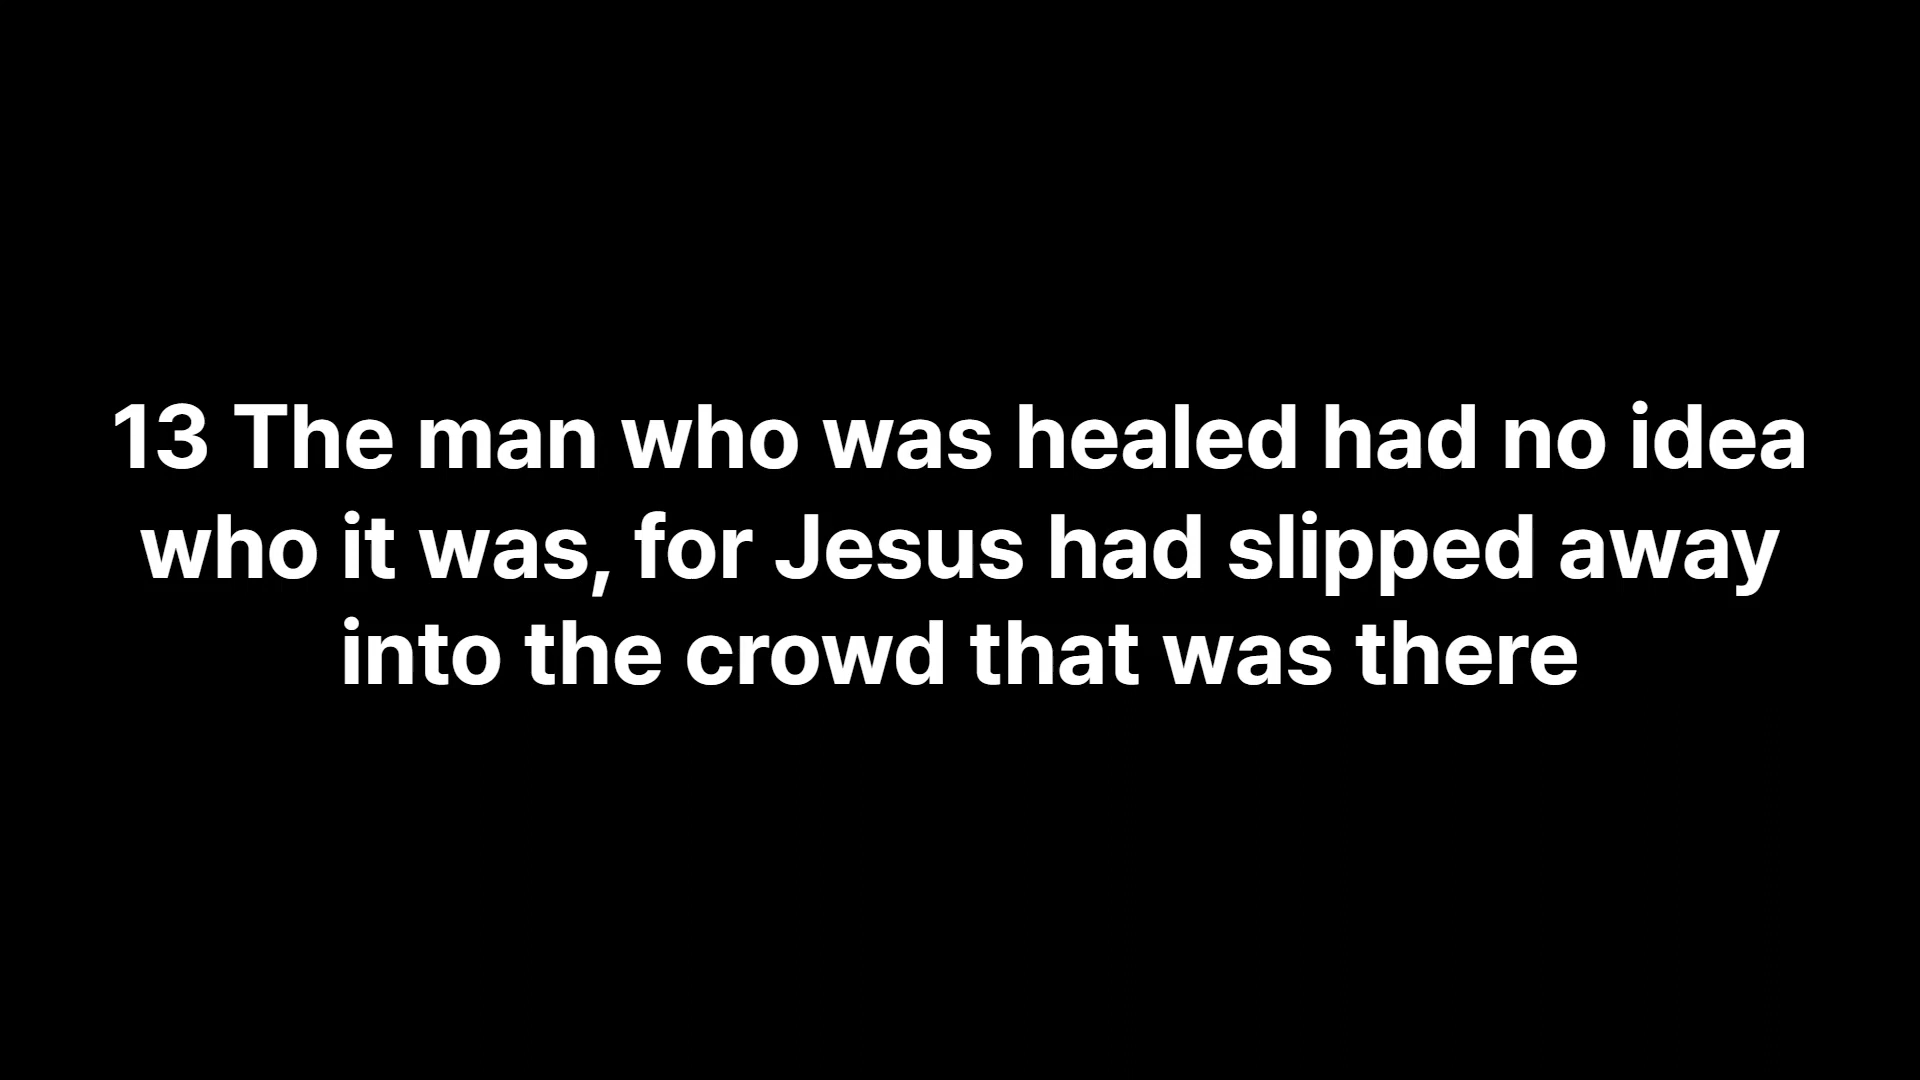 13 The man who was healed had no idea
who it was, for Jesus had slipped away
into the crowd that was there